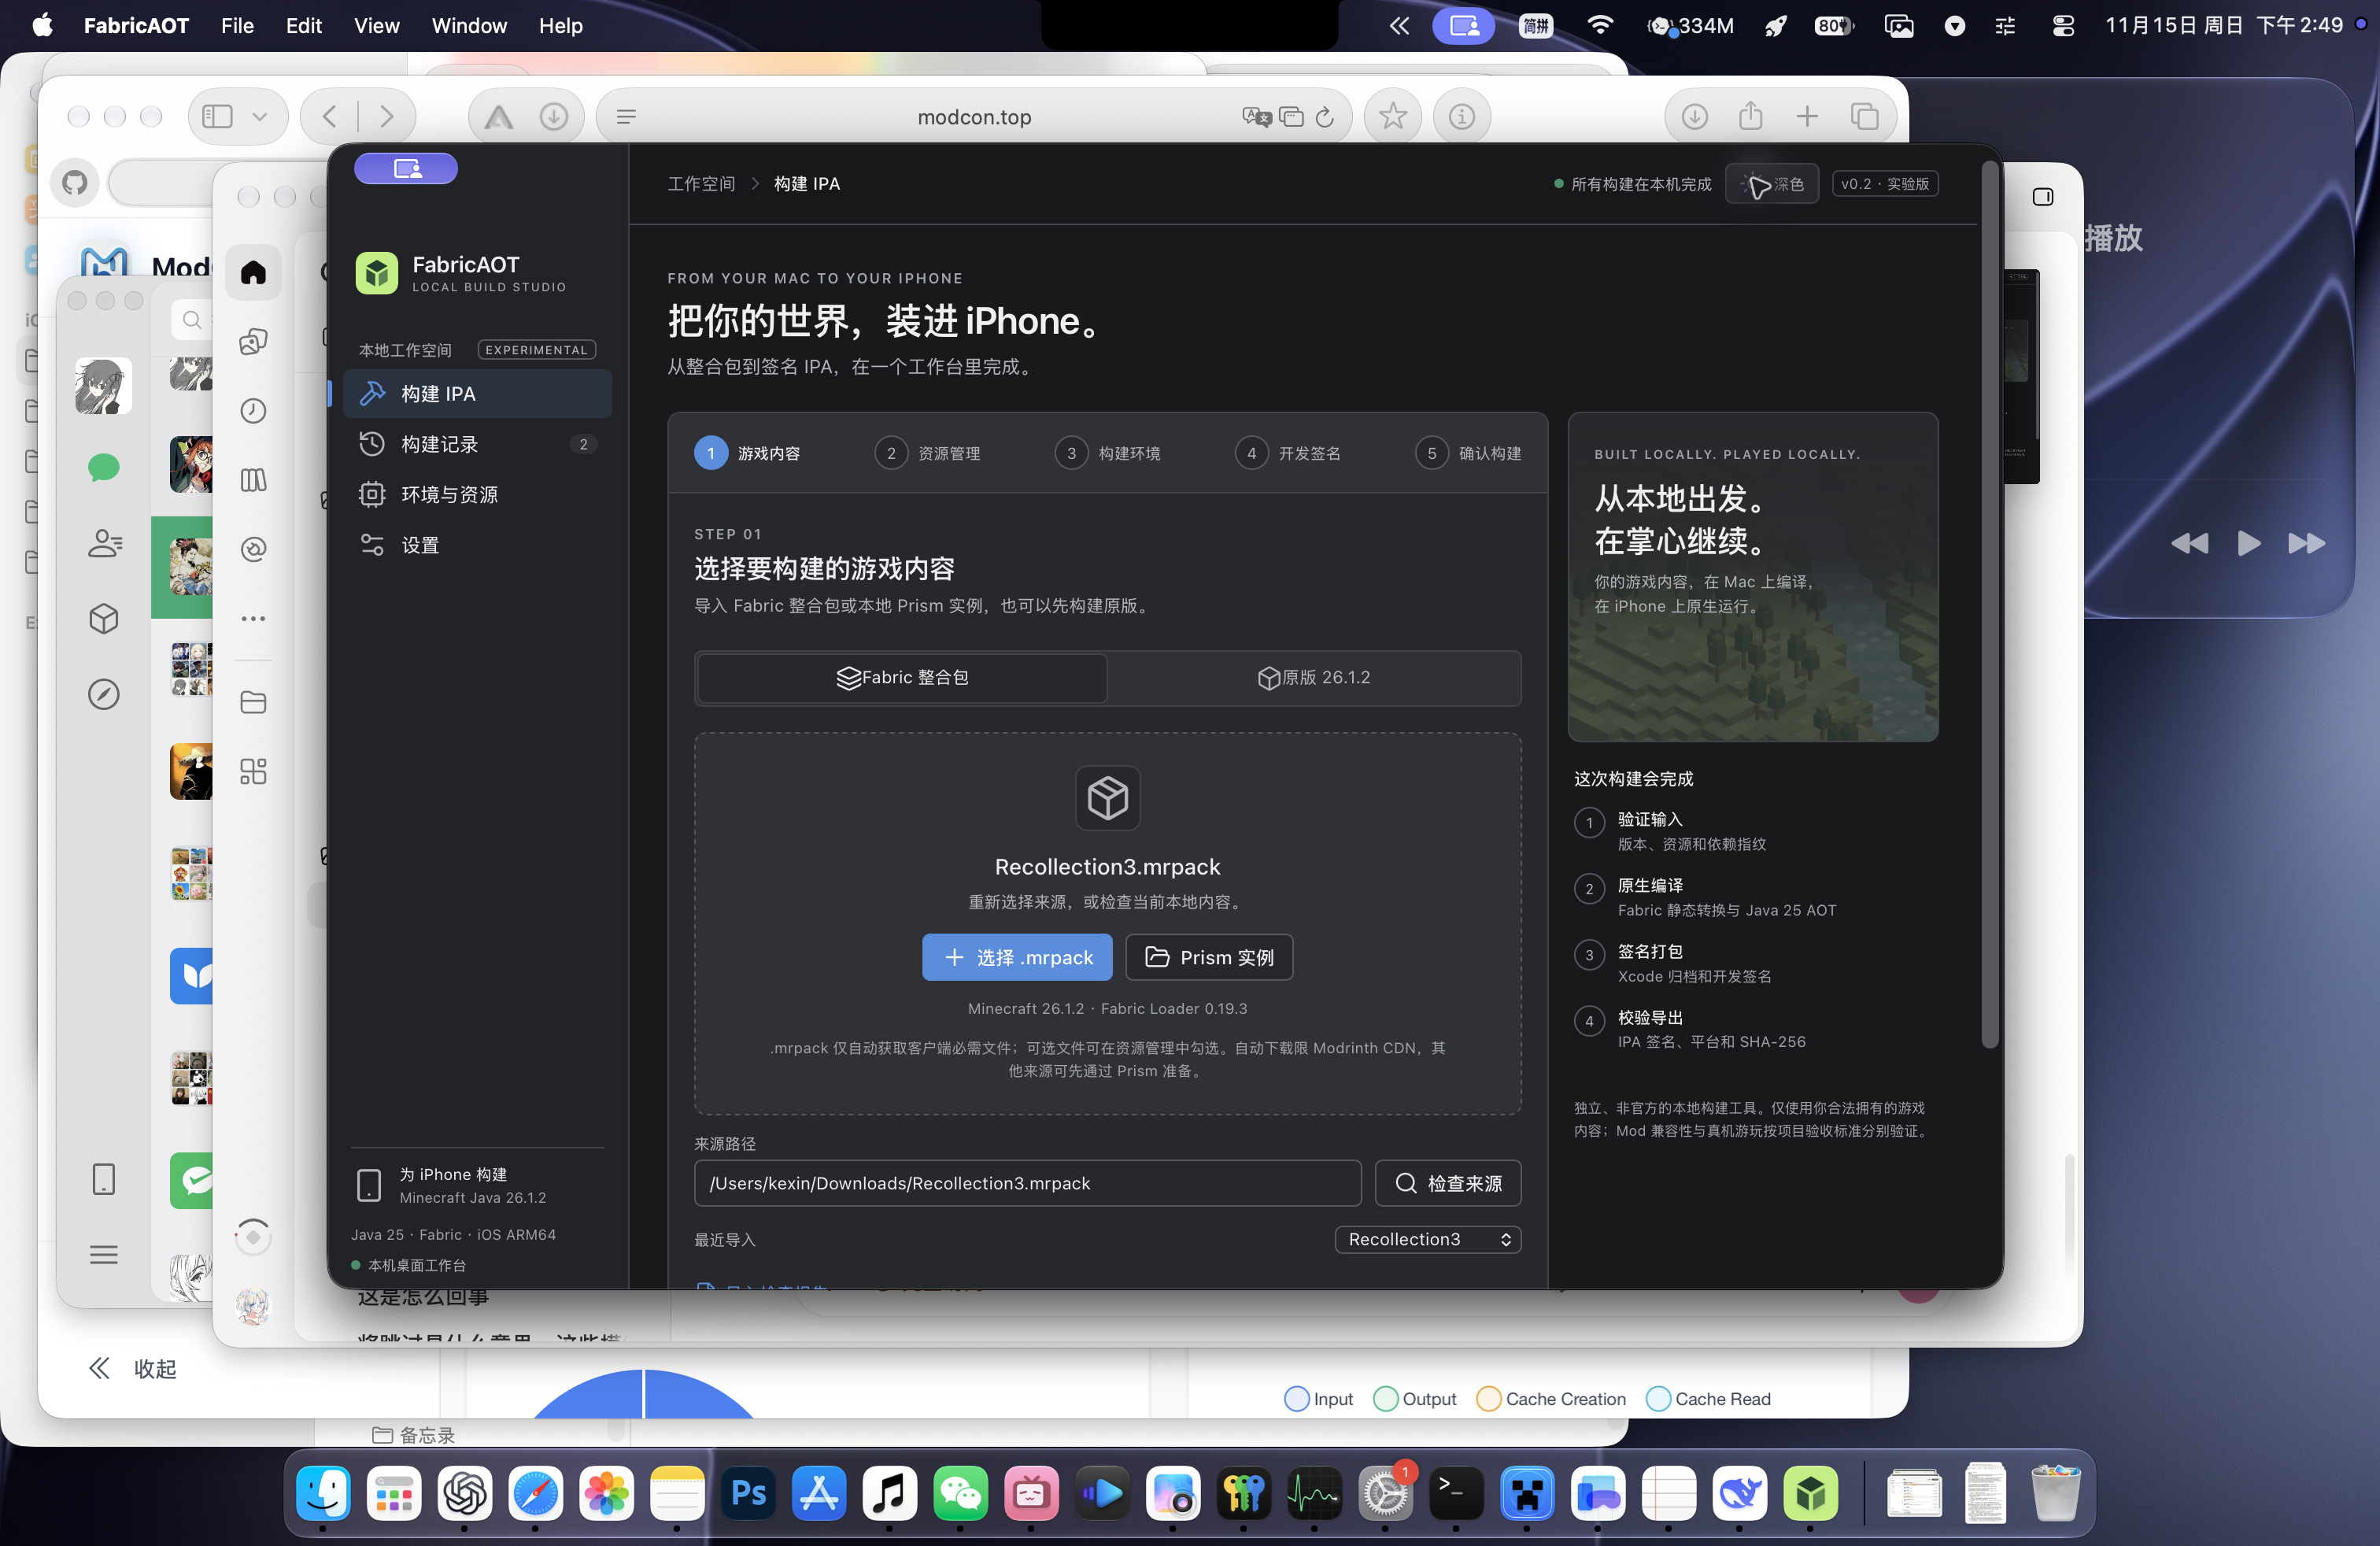 FabricAOT File Edit View Window Help
简拼 334M 80 11月15日 周日 下午 2:49
modcon.top
播放
工作空间 构建 IPA
所有构建在本机完成 深色 v0.2 · 实验版
FabricAOT
LOCAL BUILD STUDIO
本地工作空间 EXPERIMENTAL
构建 IPA
构建记录 2
环境与资源
设置
为 iPhone 构建
Minecraft Java 26.1.2
Java 25 · Fabric · iOS ARM64
本机桌面工作台
FROM YOUR MAC TO YOUR IPHONE
把你的世界，装进 iPhone。
从整合包到签名 IPA，在一个工作台里完成。
1 游戏内容 2 资源管理 3 构建环境 4 开发签名 5 确认构建
STEP 01
选择要构建的游戏内容
导入 Fabric 整合包或本地 Prism 实例，也可以先构建原版。
Fabric 整合包 原版 26.1.2
Recollection3.mrpack
重新选择来源，或检查当前本地内容。
选择 .mrpack Prism 实例
Minecraft 26.1.2 · Fabric Loader 0.19.3
.mrpack 仅自动获取客户端必需文件；可选文件可在资源管理中勾选。自动下载限 Modrinth CDN，其
他来源可先通过 Prism 准备。
来源路径
/Users/kexin/Downloads/Recollection3.mrpack 检查来源
最近导入 Recollection3
BUILT LOCALLY. PLAYED LOCALLY.
从本地出发。
在掌心继续。
你的游戏内容，在 Mac 上编译，
在 iPhone 上原生运行。
这次构建会完成
1 验证输入
版本、资源和依赖指纹
2 原生编译
Fabric 静态转换与 Java 25 AOT
3 签名打包
Xcode 归档和开发签名
4 校验导出
IPA 签名、平台和 SHA-256
独立、非官方的本地构建工具。仅使用你合法拥有的游戏
内容；Mod 兼容性与真机游玩按项目验收标准分别验证。
这是怎么回事
收起
Input Output Cache Creation Cache Read
备忘录
Ps
1